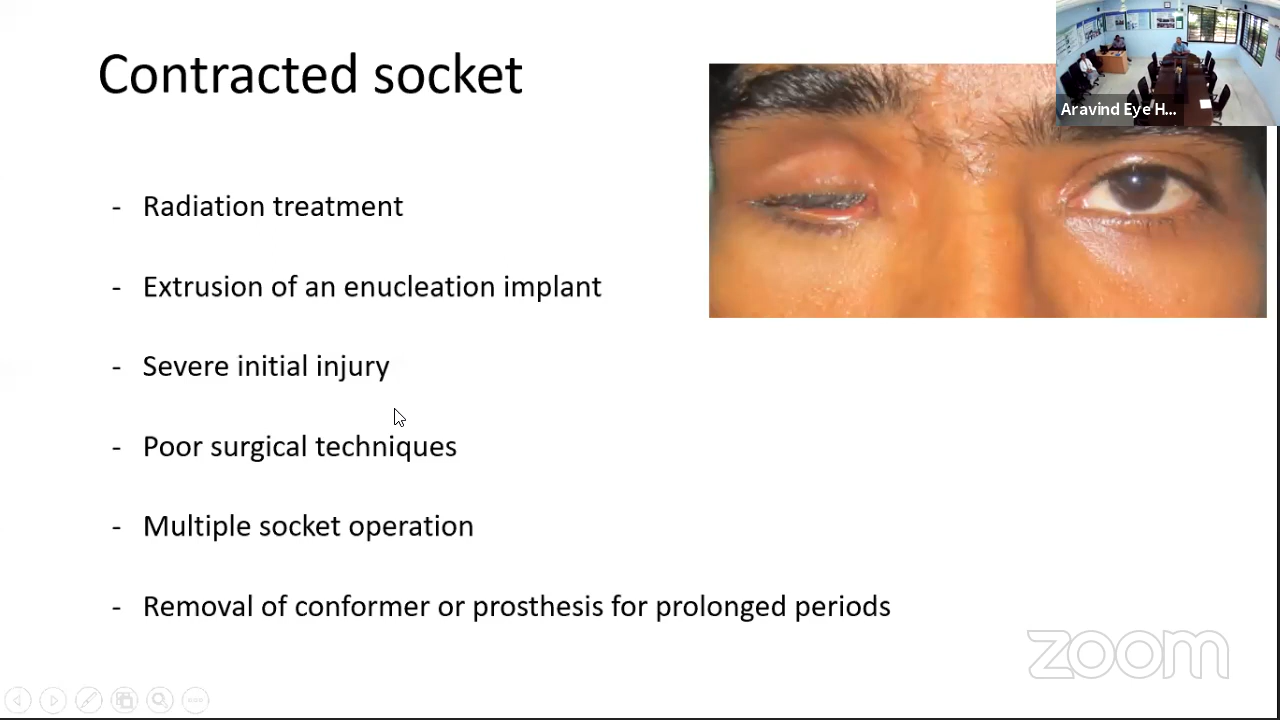 Contracted socket
Aravind Eye H...
- Radiation treatment
- Extrusion of an enucleation implant
- Severe initial injury
- Poor surgical techniques
- Multiple socket operation
- Removal of conformer or prosthesis for prolonged periods
zoom